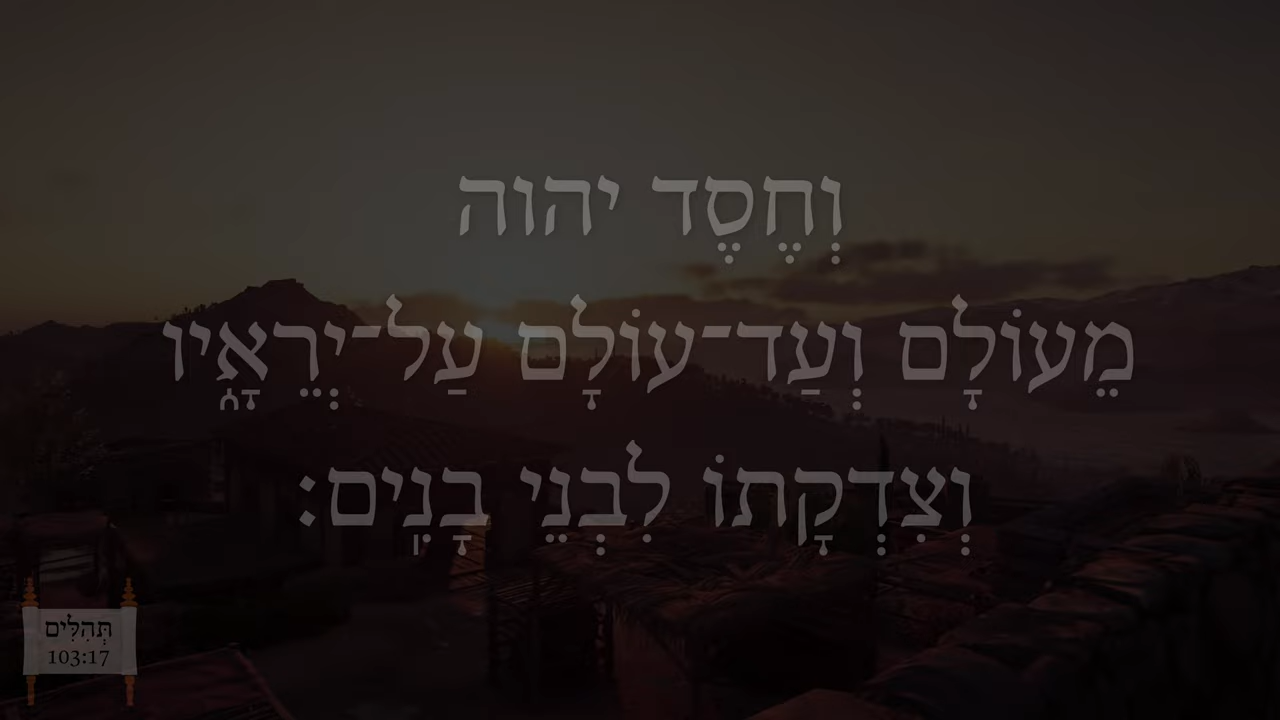 וְחֶסֶד יהוה
מֵעוֹלָם וְעַד־עוֹלָם עַל־יְרֵאָ֑יו
וְצִדְקָתוֹ לִבְנֵי בָנִֽים׃
תְּהִלִּים
103:17